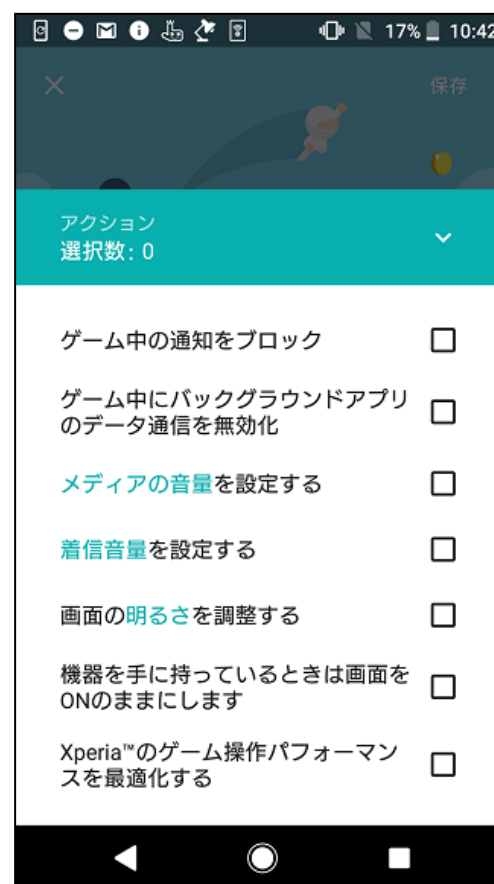 17% 10:42
保存
アクション
選択数: 0
ゲーム中の通知をブロック
ゲーム中にバックグラウンドアプリ
のデータ通信を無効化
メディアの音量を設定する
着信音量を設定する
画面の明るさを調整する
機器を手に持っているときは画面を
ONのままにします
Xperia™のゲーム操作パフォーマン
スを最適化する